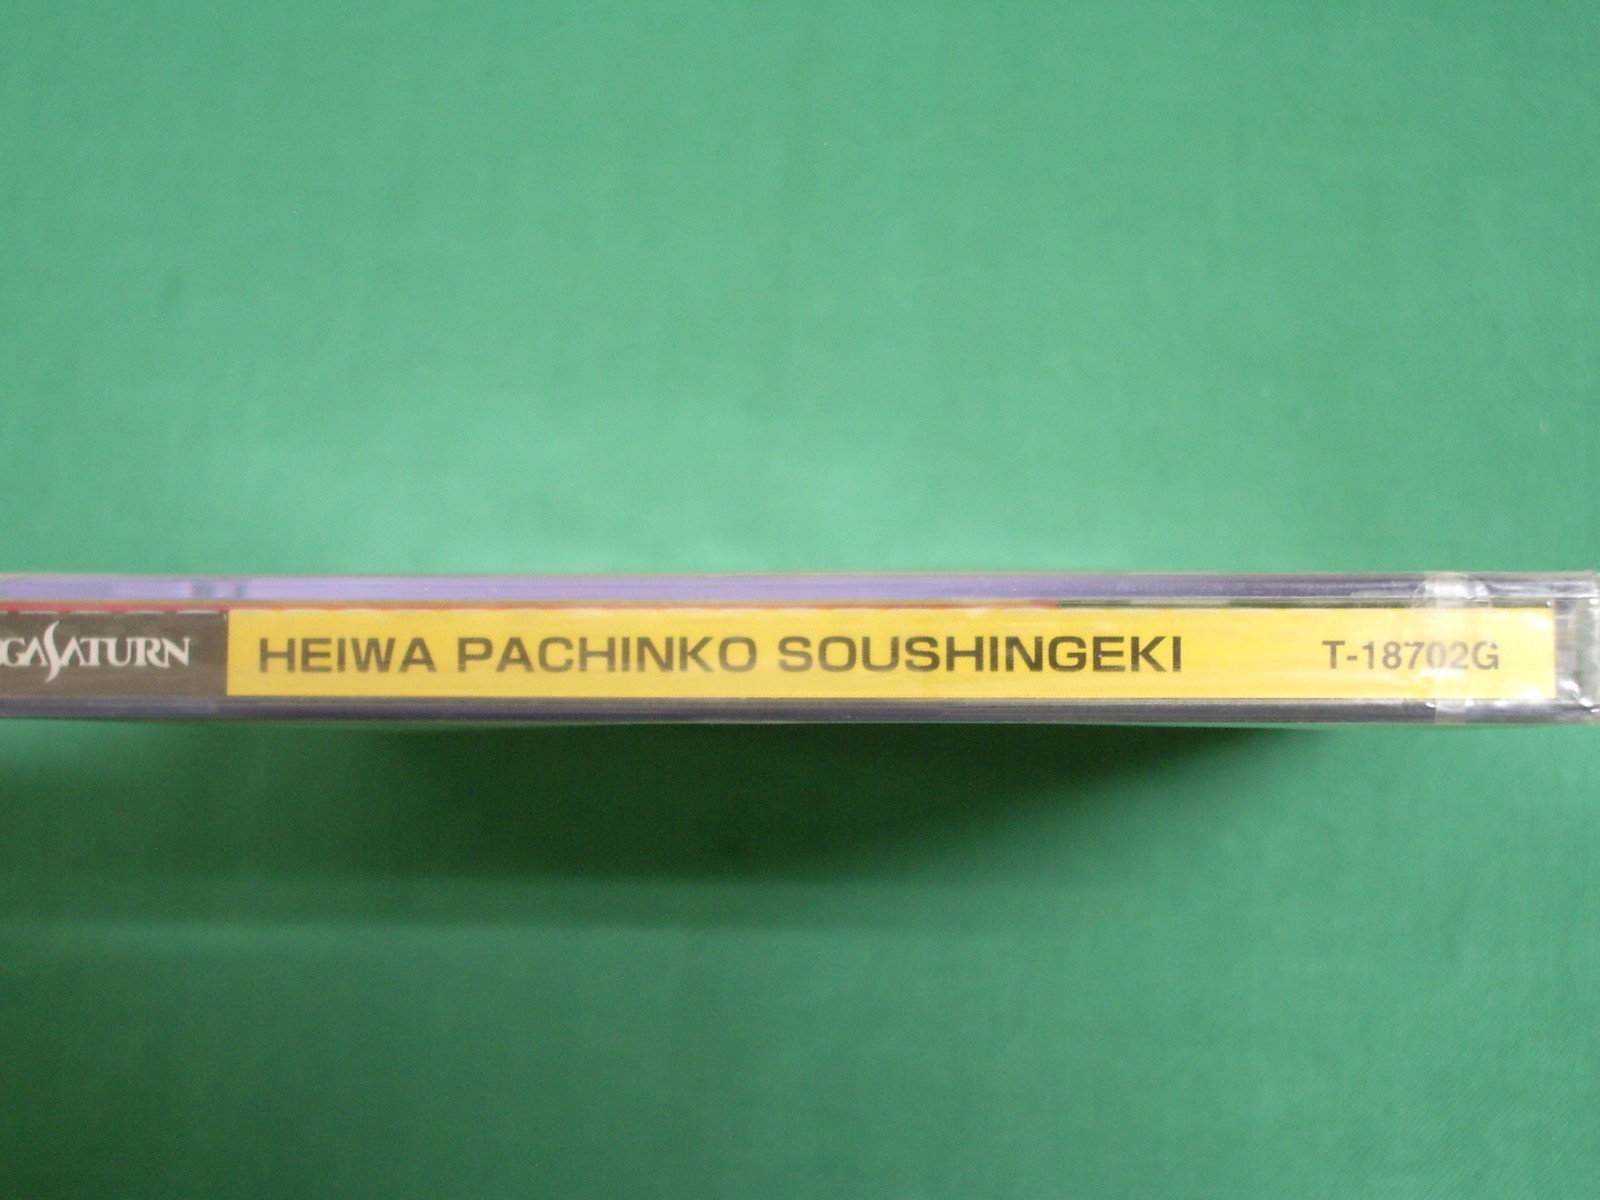 GASATURN HEIWA PACHINKO SOUSHINGEKI T-18702G